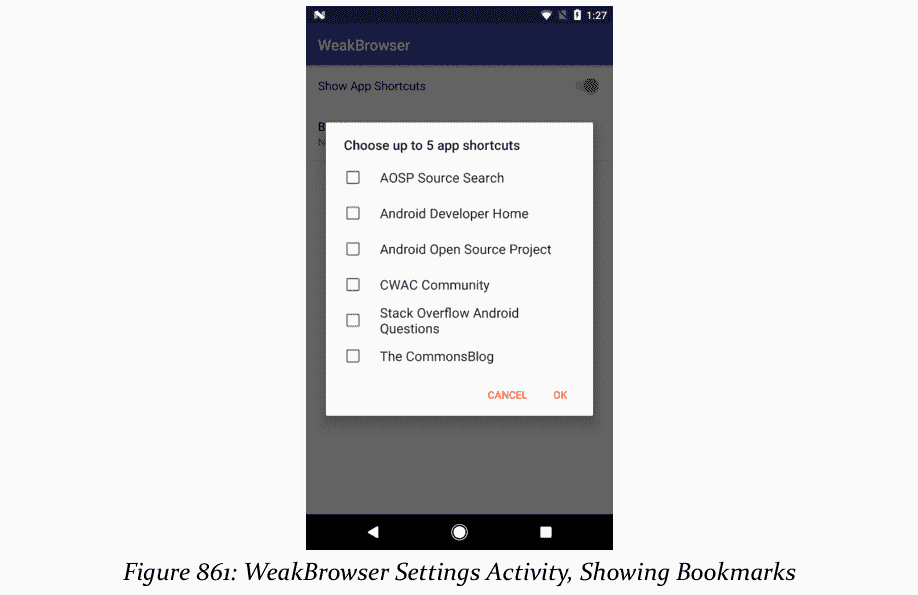 1:27
WeakBrowser
Show App Shortcuts
Choose up to 5 app shortcuts
AOSP Source Search
Android Developer Home
Android Open Source Project
CWAC Community
Stack Overflow Android
Questions
The CommonsBlog
CANCEL OK
Figure 861: WeakBrowser Settings Activity, Showing Bookmarks